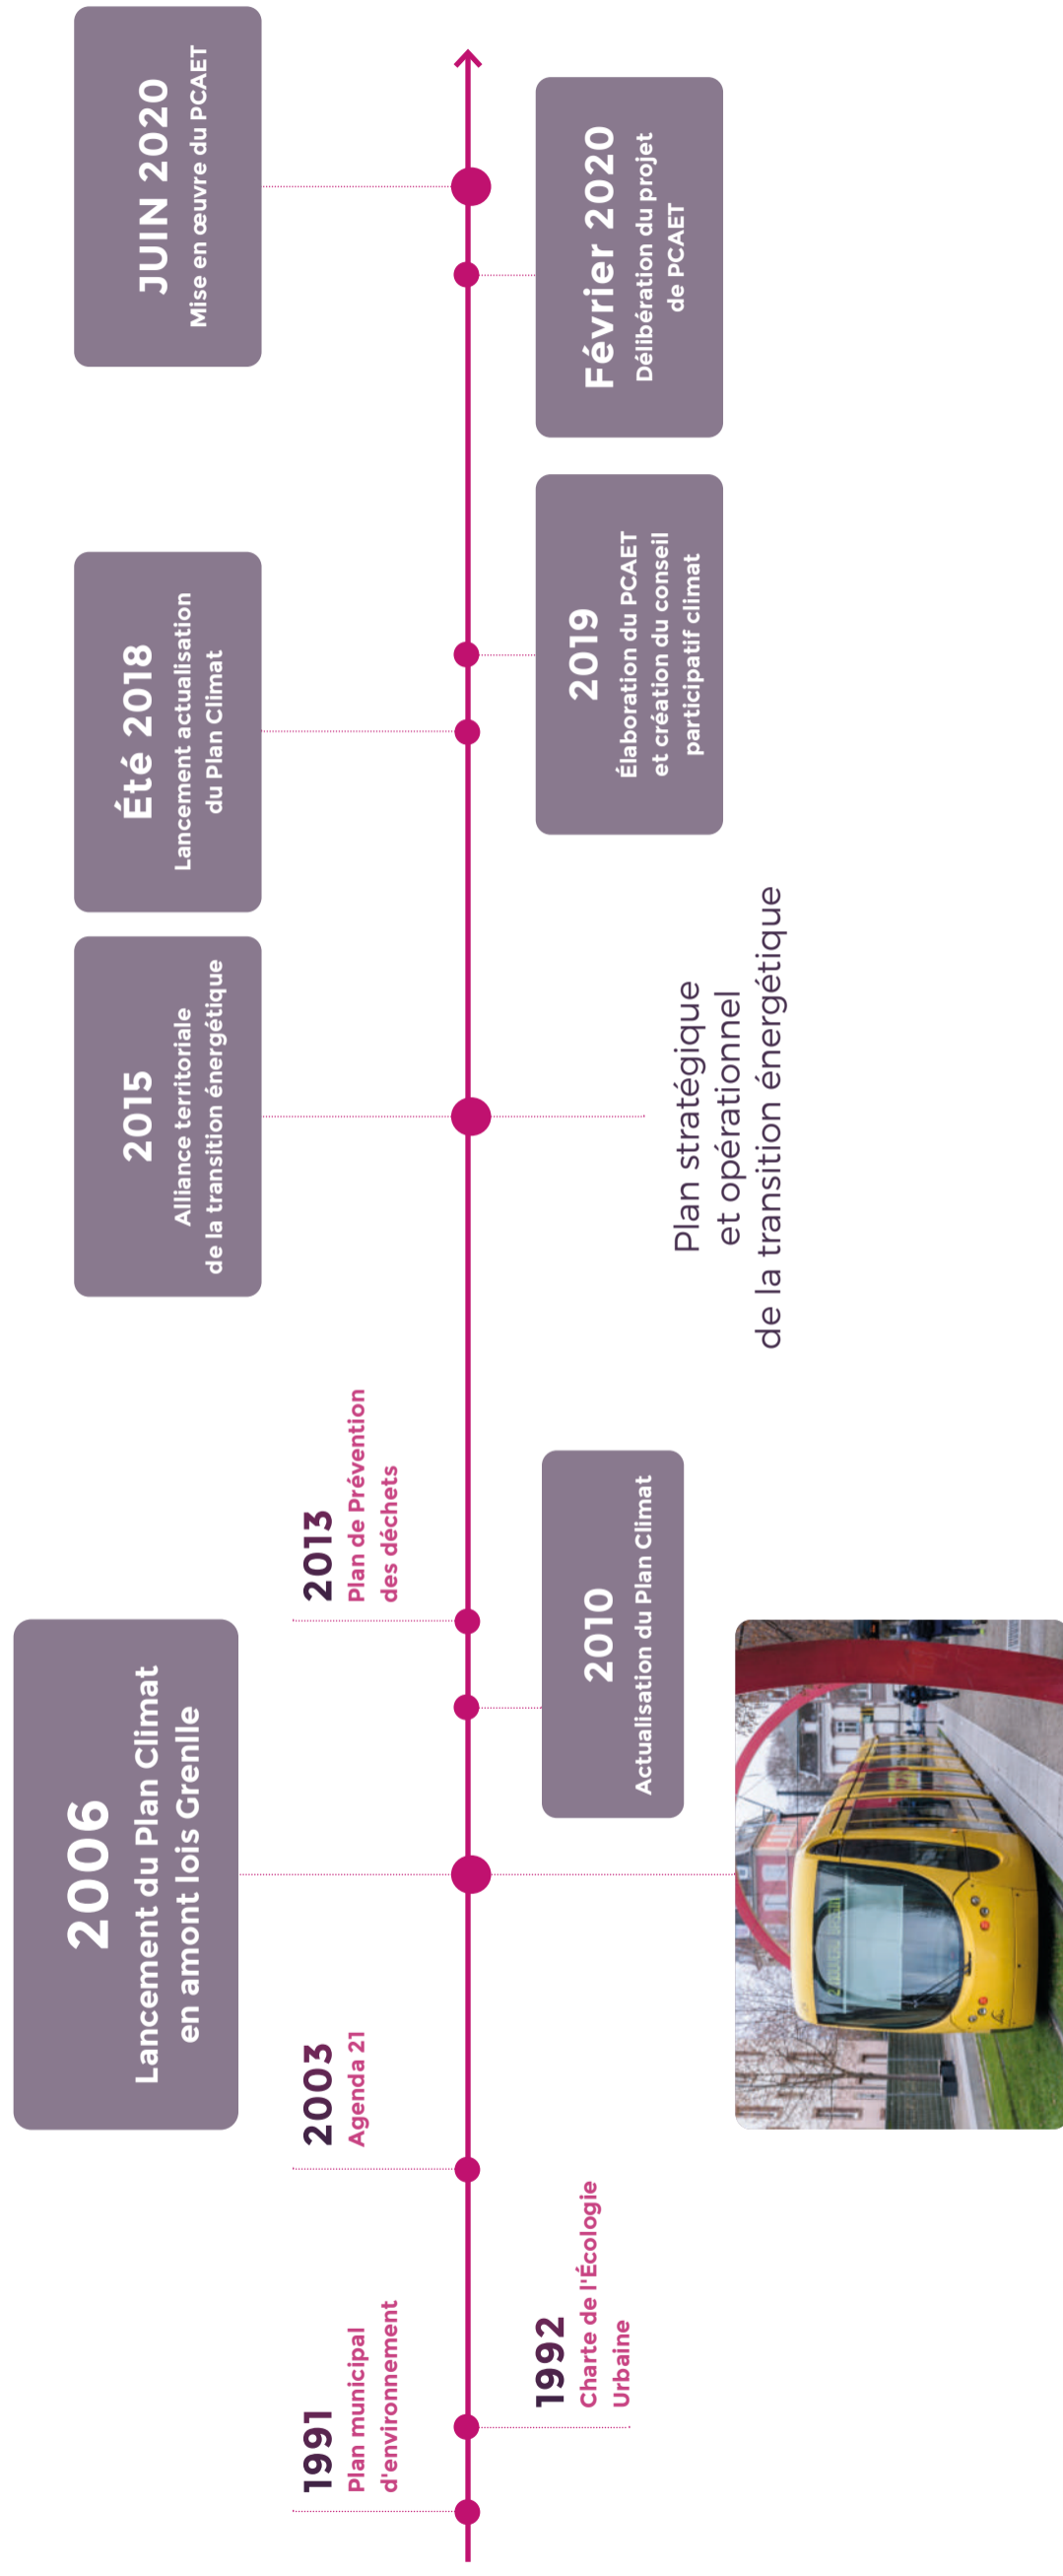 1991
Plan municipal
d'environnement
1992
Charte de l'Écologie
Urbaine
2003
Agenda 21
2006
Lancement du Plan Climat
en amont lois Grenlle
2010
Actualisation du Plan Climat
2013
Plan de Prévention
des déchets
2015
Alliance territoriale
de la transition énergétique
Plan stratégique
et opérationnel
de la transition énergétique
Été 2018
Lancement actualisation
du Plan Climat
2019
Élaboration du PCAET
et création du conseil
participatif climat
Février 2020
Délibération du projet
de PCAET
JUIN 2020
Mise en œuvre du PCAET